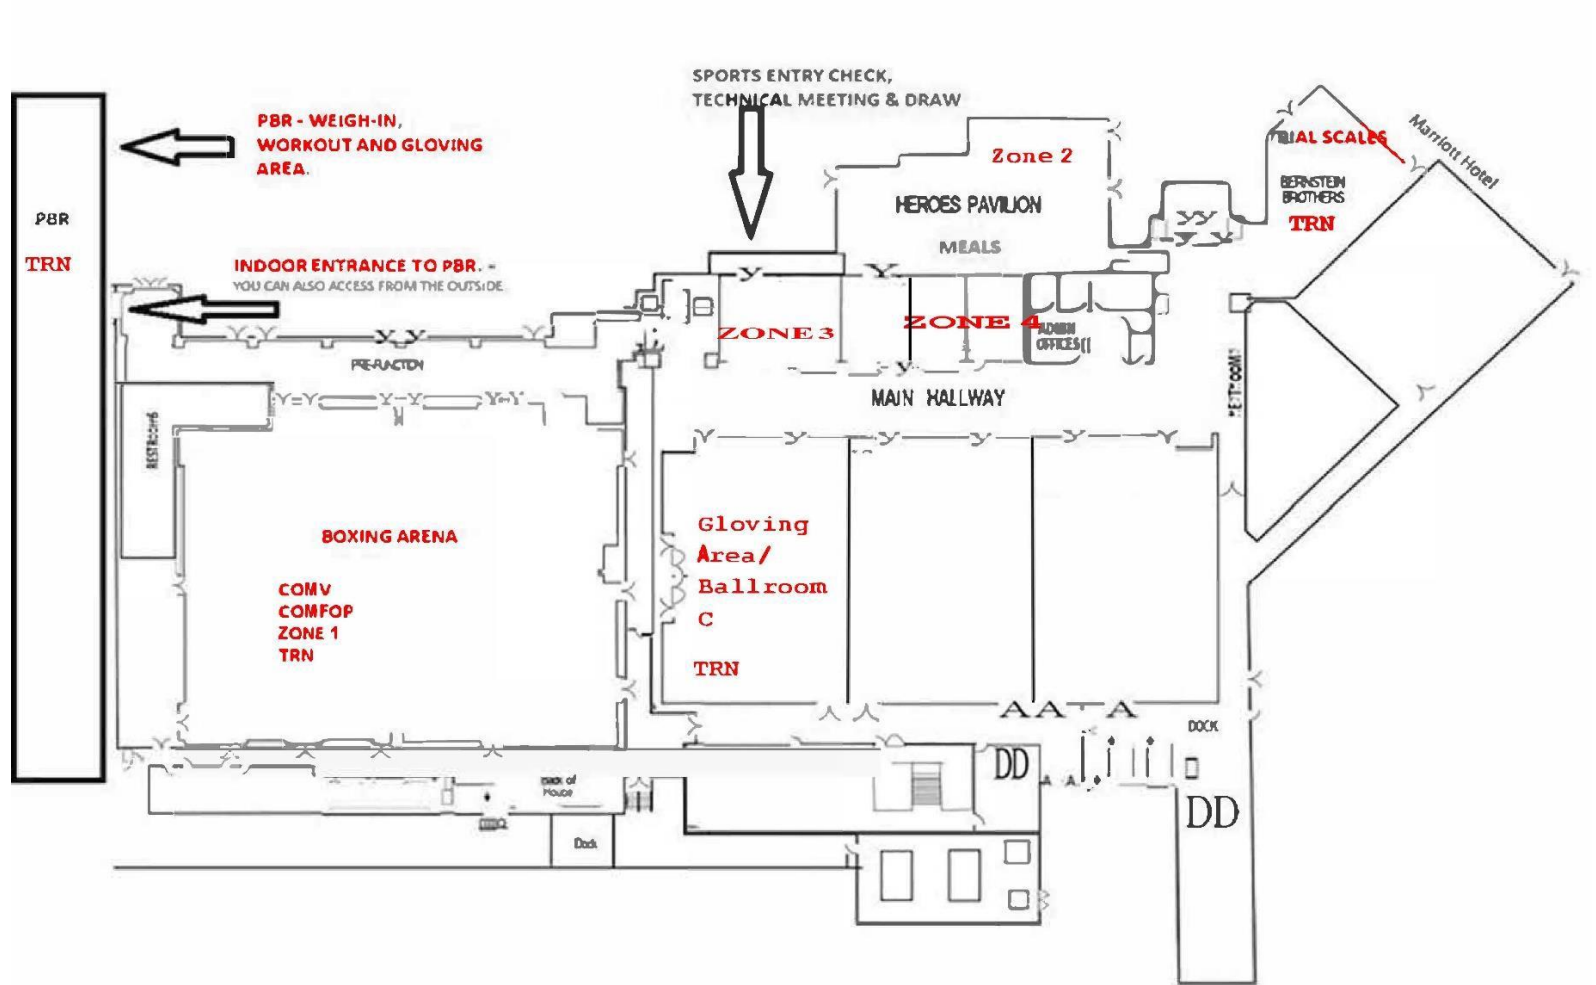 SPORTS ENTRY CHECK,
TECHNICAL MEETING & DRAW
PBR - WEIGH-IN,
WORKOUT AND GLOVING
AREA.
PBR
TRN
INDOOR ENTRANCE TO PBR. -
YOU CAN ALSO ACCESS FROM THE OUTSIDE
Zone 2
HEROES PAVILION
MEALS
TRIAL SCALES
Marriott Hotel
BERNSTEIN
BROTHERS
TRN
ZONE 3
ZONE 4
ADMIN
OFFICES
PRE-FUNCTION
MAIN HALLWAY
RESTROOMS
RESTROOMS
BOXING ARENA
COMV
COMFOP
ZONE 1
TRN
Gloving
Area/
Ballroom
C
TRN
DOCK
DD
DD
Back of
House
Dock